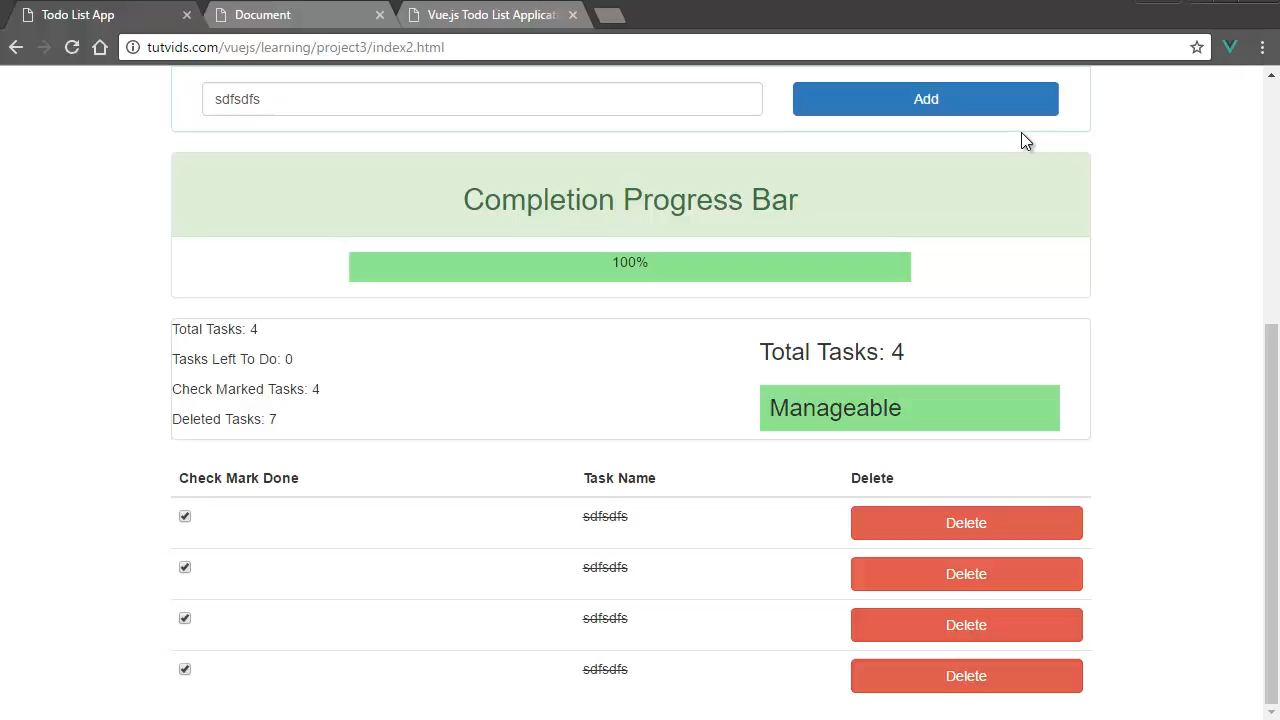 Todo List App
Document
Vue.js Todo List Applicati
tutvids.com/vuejs/learning/project3/index2.html
sdfsdfs
Add
Completion Progress Bar
100%
Total Tasks: 4
Tasks Left To Do: 0
Check Marked Tasks: 4
Deleted Tasks: 7
Total Tasks: 4
Manageable
Check Mark Done Task Name Delete
sdfsdfs Delete
sdfsdfs Delete
sdfsdfs Delete
sdfsdfs Delete